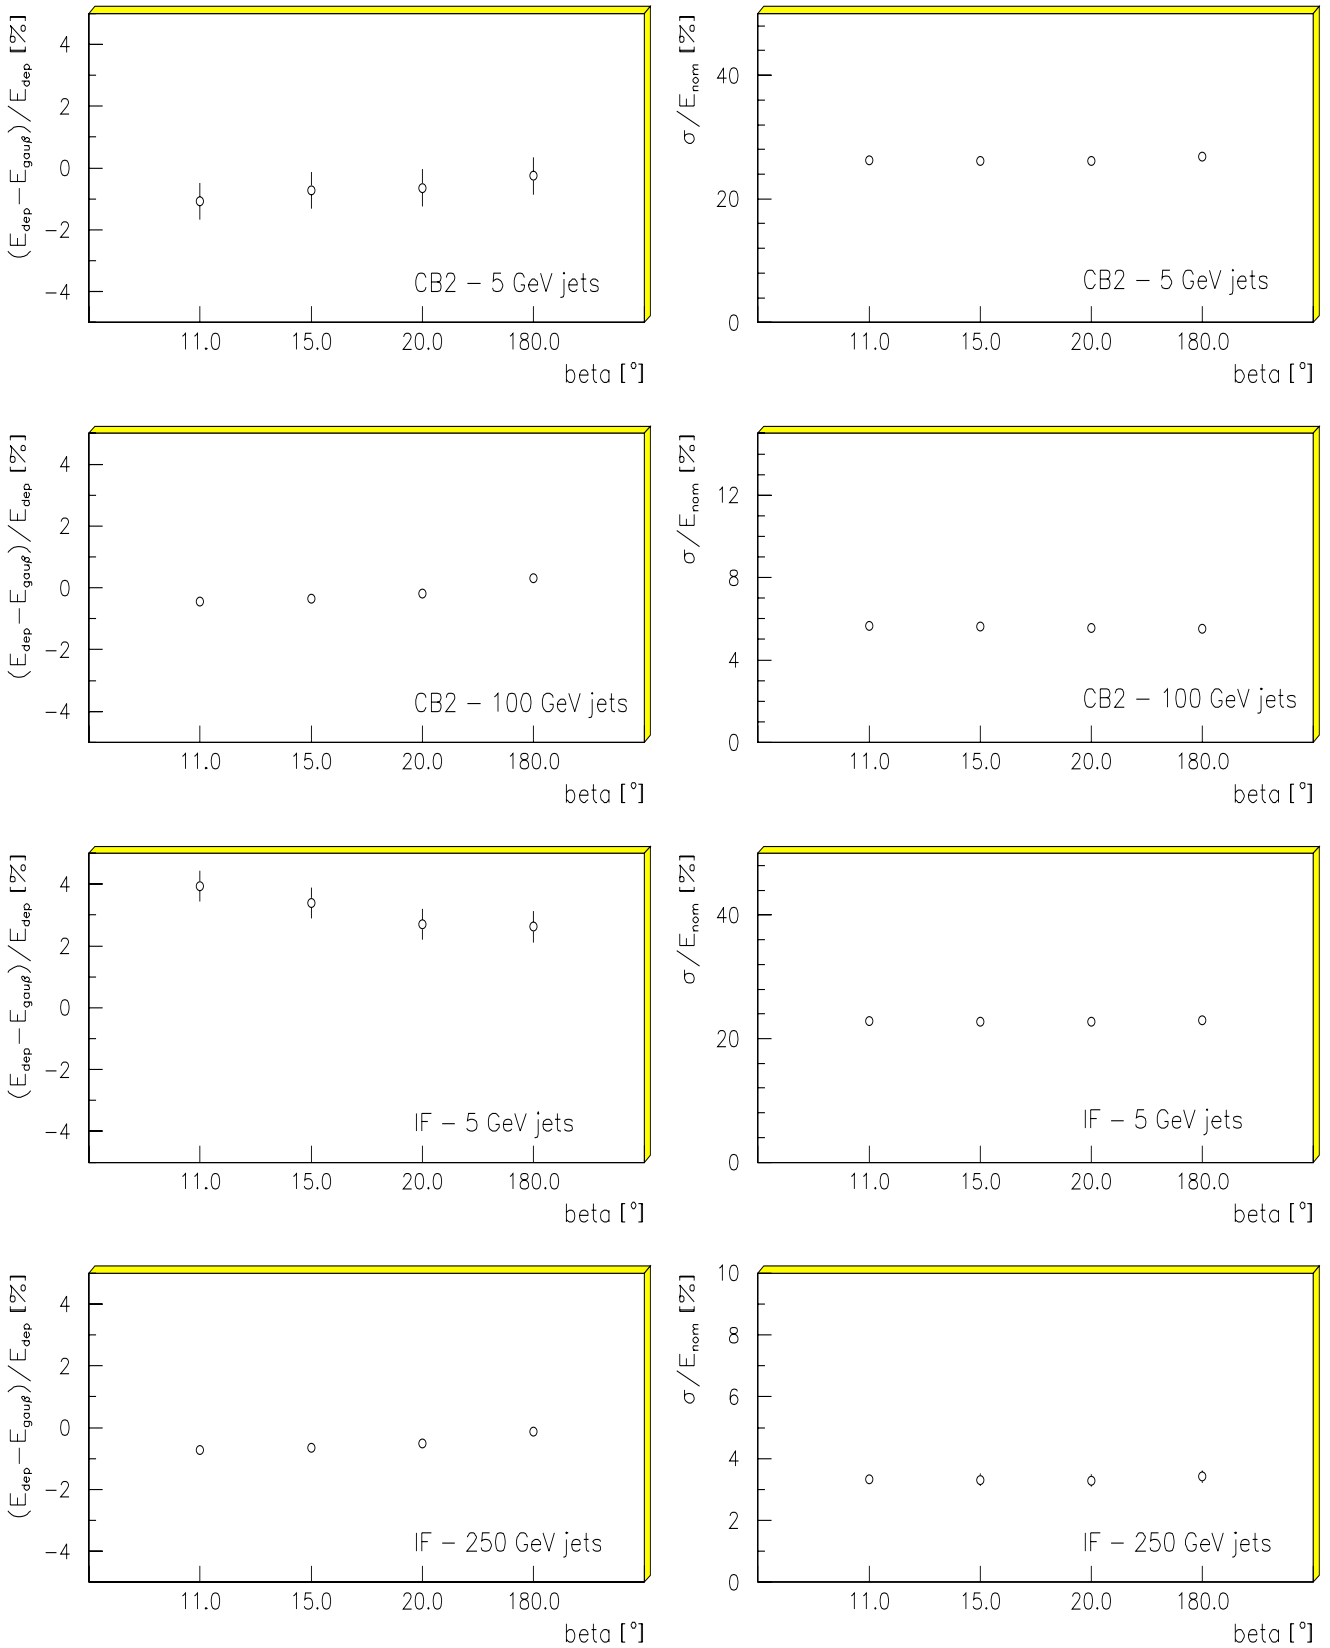 (E_dep−E_gauβ)/E_dep [%]
4
2
0
−2
−4
CB2 − 5 GeV jets
11.0 15.0 20.0 180.0
beta [°]
σ/E_nom [%]
40
20
0
CB2 − 5 GeV jets
11.0 15.0 20.0 180.0
beta [°]
(E_dep−E_gauβ)/E_dep [%]
4
2
0
−2
−4
CB2 − 100 GeV jets
11.0 15.0 20.0 180.0
beta [°]
σ/E_nom [%]
12
8
4
0
CB2 − 100 GeV jets
11.0 15.0 20.0 180.0
beta [°]
(E_dep−E_gauβ)/E_dep [%]
4
2
0
−2
−4
IF − 5 GeV jets
11.0 15.0 20.0 180.0
beta [°]
σ/E_nom [%]
40
20
0
IF − 5 GeV jets
11.0 15.0 20.0 180.0
beta [°]
(E_dep−E_gauβ)/E_dep [%]
4
2
0
−2
−4
IF − 250 GeV jets
11.0 15.0 20.0 180.0
beta [°]
σ/E_nom [%]
10
8
6
4
2
0
IF − 250 GeV jets
11.0 15.0 20.0 180.0
beta [°]